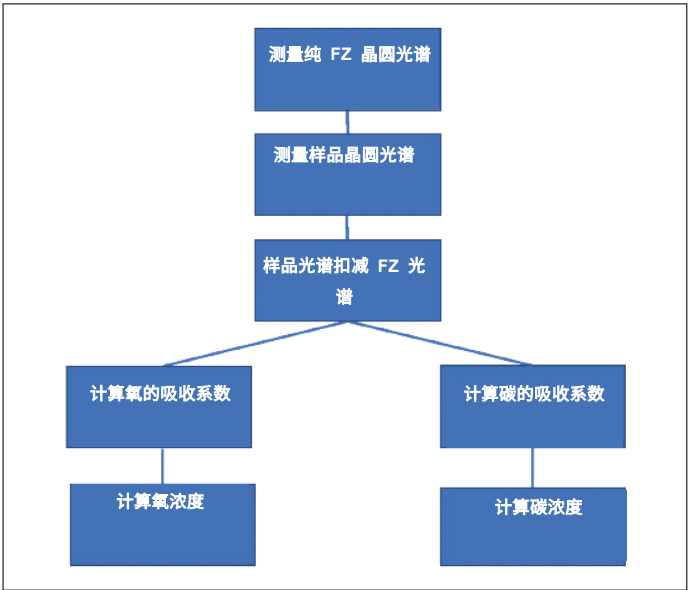 测量纯 FZ 晶圆光谱
测量样品晶圆光谱
样品光谱扣减 FZ 光
谱
计算氧的吸收系数
计算碳的吸收系数
计算氧浓度
计算碳浓度